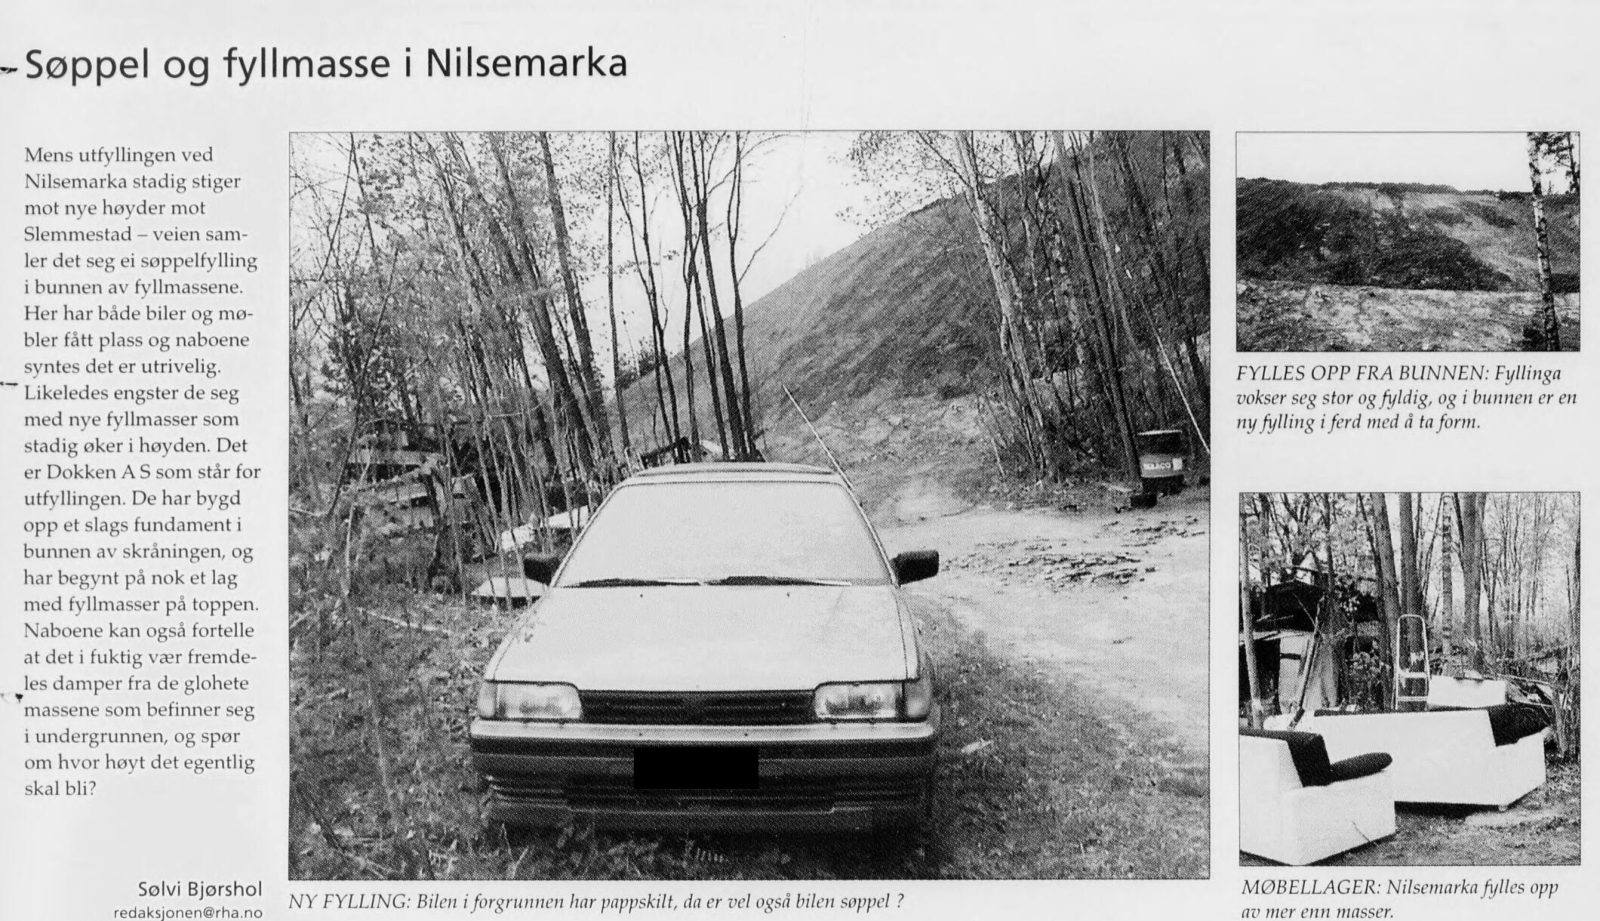 Søppel og fyllmasse i Nilsemarka
Mens utfyllingen ved
Nilsemarka stadig stiger
mot nye høyder mot
Slemmestad – veien sam-
ler det seg ei søppelfylling
i bunnen av fyllmassene.
Her har både biler og mø-
bler fått plass og naboene
syntes det er utrivelig.
Likeledes engster de seg
med nye fyllmasser som
stadig øker i høyden. Det
er Dokken A S som står for
utfyllingen. De har bygd
opp et slags fundament i
bunnen av skråningen, og
har begynt på nok et lag
med fyllmasser på toppen.
Naboene kan også fortelle
at det i fuktig vær fremde-
les damper fra de glohete
massene som befinner seg
i undergrunnen, og spør
om hvor høyt det egentlig
skal bli?
Sølvi Bjørshol
redaksjonen@rha.no
NY FYLLING: Bilen i forgrunnen har pappskilt, da er vel også bilen søppel ?
FYLLES OPP FRA BUNNEN: Fyllinga
vokser seg stor og fyldig, og i bunnen er en
ny fylling i ferd med å ta form.
MØBELLAGER: Nilsemarka fylles opp
av mer enn masser.